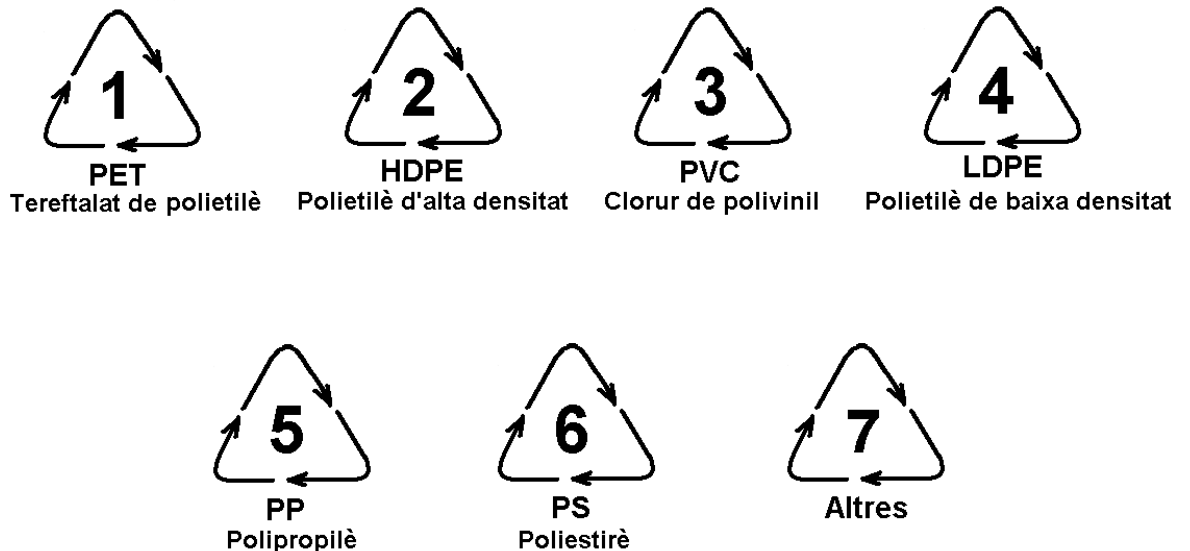 1 2 3 4
PET HDPE PVC LDPE
Tereftalat de polietilè Polietilè d'alta densitat Clorur de polivinil Polietilè de baixa densitat
5 6 7
PP PS Altres
Polipropilè Poliestirè